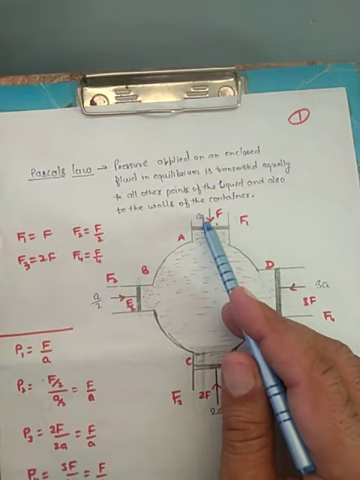 1
Pascals law → Pressure applied on an enclosed
fluid in equilibrium is transmitted equally
to all other points of the liquid and also
to the walls of the container.
F₁ = F F₂ = F/2
F₃ = 2F
a F F₁
A
B
D
F₂
a/2
3a
3F
F₄
C
F₃ 2F
P₁ = F/a
P₂ = F/2 / a/2 = F/a
P₃ = 2F/2a = F/a
P₄ = 3F = F